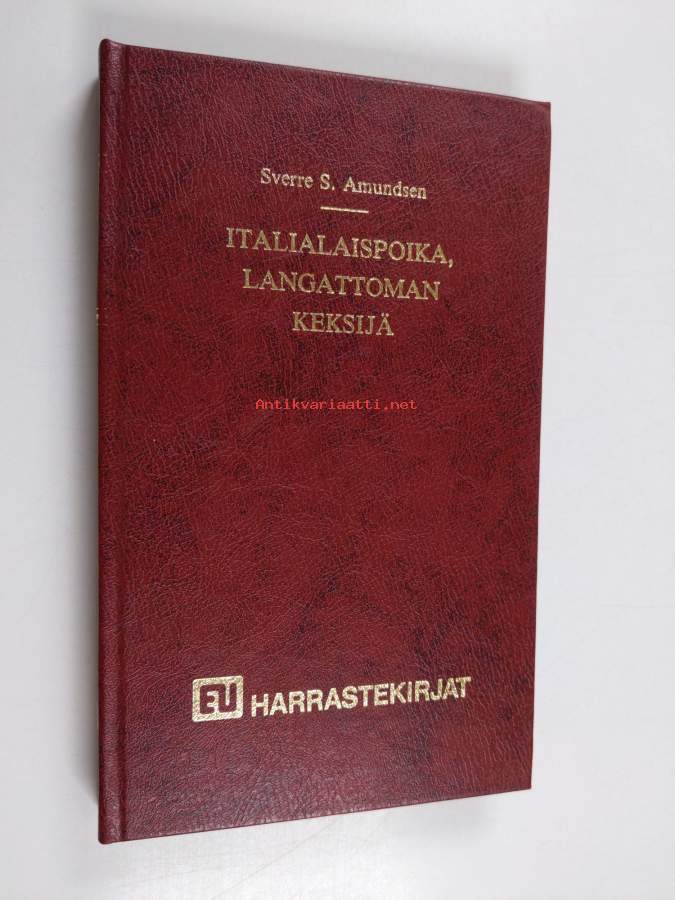 Sverre S. Amundsen
ITALIALAISPOIKA,
LANGATTOMAN
KEKSIJÄ
Antikvariaatti.net
EU HARRASTEKIRJAT